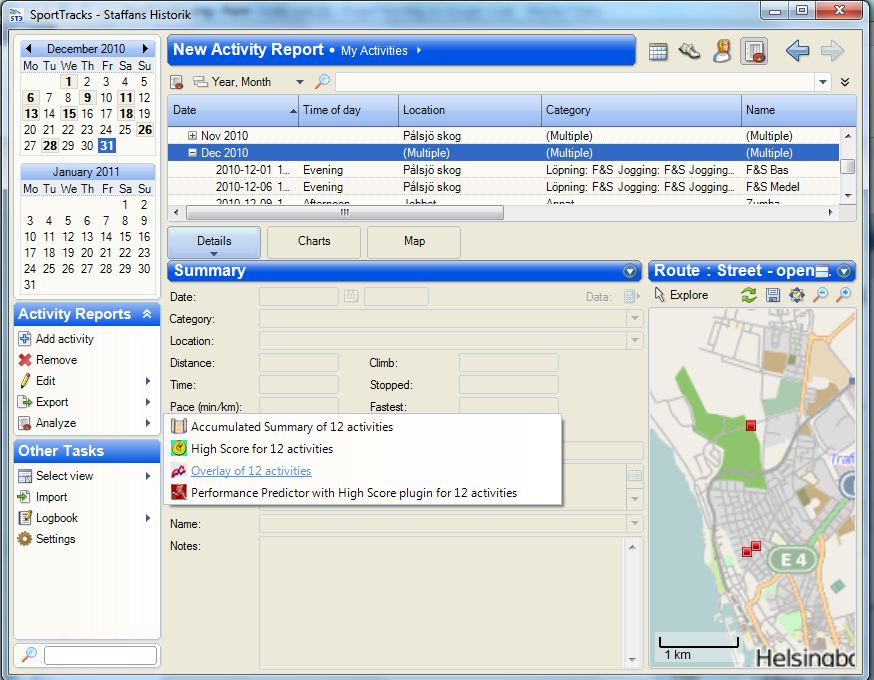 SportTracks - Staffans Historik
December 2010
Mo Tu We Th Fr Sa Su
1 2 3 4 5
6 7 8 9 10 11 12
13 14 15 16 17 18 19
20 21 22 23 24 25 26
27 28 29 30 31
January 2011
Mo Tu We Th Fr Sa Su
1 2
3 4 5 6 7 8 9
10 11 12 13 14 15 16
17 18 19 20 21 22 23
24 25 26 27 28 29 30
31
Activity Reports
Add activity
Remove
Edit
Export
Analyze
Other Tasks
Select view
Import
Logbook
Settings
New Activity Report • My Activities
Year, Month
Date Time of day Location Category Name
Nov 2010 Pålsjö skog (Multiple) (Multiple)
Dec 2010 (Multiple) (Multiple) (Multiple)
2010-12-01 1... Evening Pålsjö skog Löpning: F&S Jogging: F&S Jogging... F&S Bas
2010-12-06 1... Evening Pålsjö skog Löpning: F&S Jogging: F&S Jogging... F&S Medel
2010-12-09 1... Afternoon Jobbet Annat Zumba
Details Charts Map
Summary
Date: Data:
Category:
Location:
Distance: Climb:
Time: Stopped:
Pace (min/km): Fastest:
Accumulated Summary of 12 activities
High Score for 12 activities
Overlay of 12 activities
Performance Predictor with High Score plugin for 12 activities
Name:
Notes:
Route : Street - open
Explore
E 4
1 km